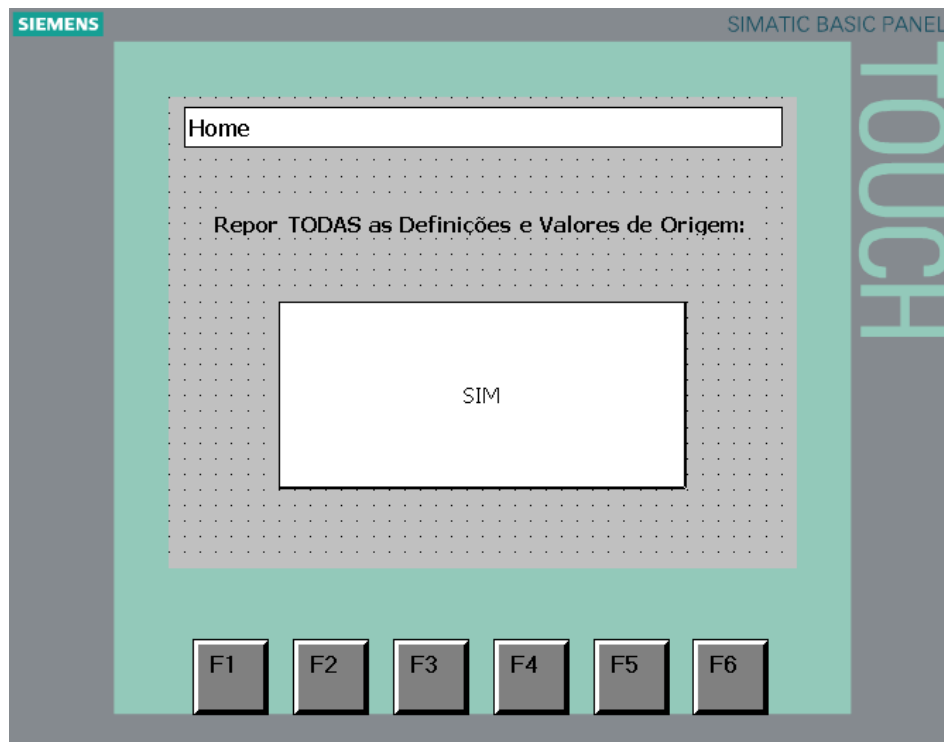 SIEMENS
SIMATIC BASIC PANEL
TOUCH
Home
Repor TODAS as Definições e Valores de Origem:
SIM
F1 F2 F3 F4 F5 F6